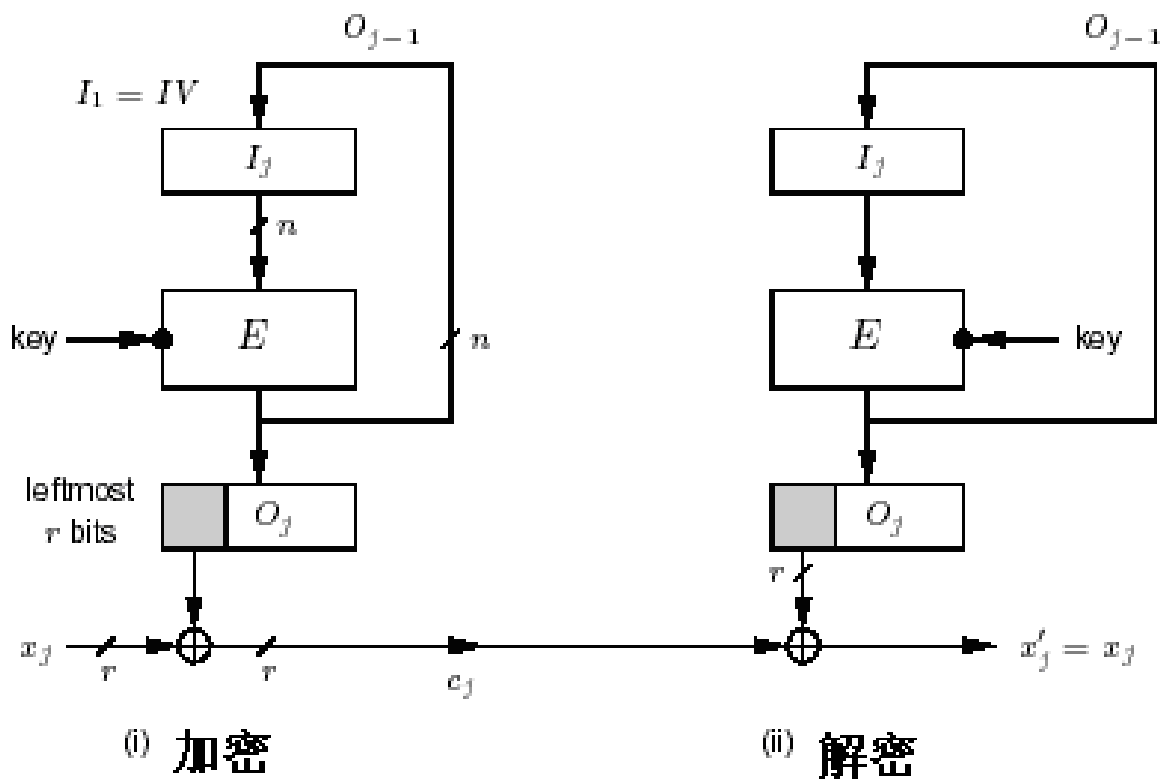 O_{j-1}
I_1 = IV
I_j
n
key
E
n
leftmost
r bits
O_j
x_j
r
r
c_j
(i) 加密
O_{j-1}
I_j
E
key
O_j
r
x'_j = x_j
(ii) 解密